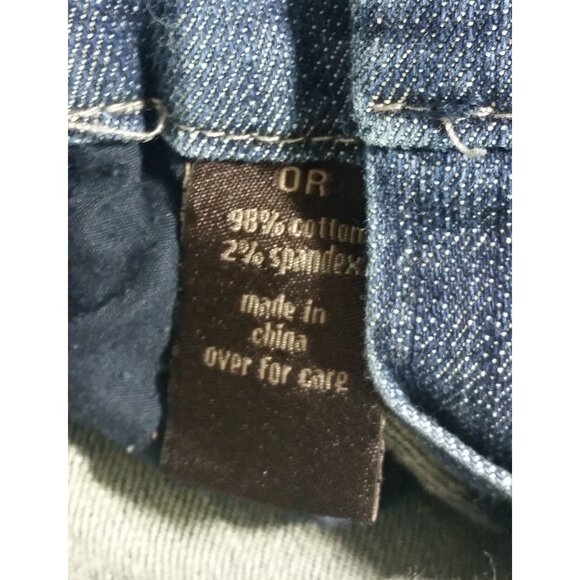 OR
98% cotton
2% spandex
made in
china
over for care